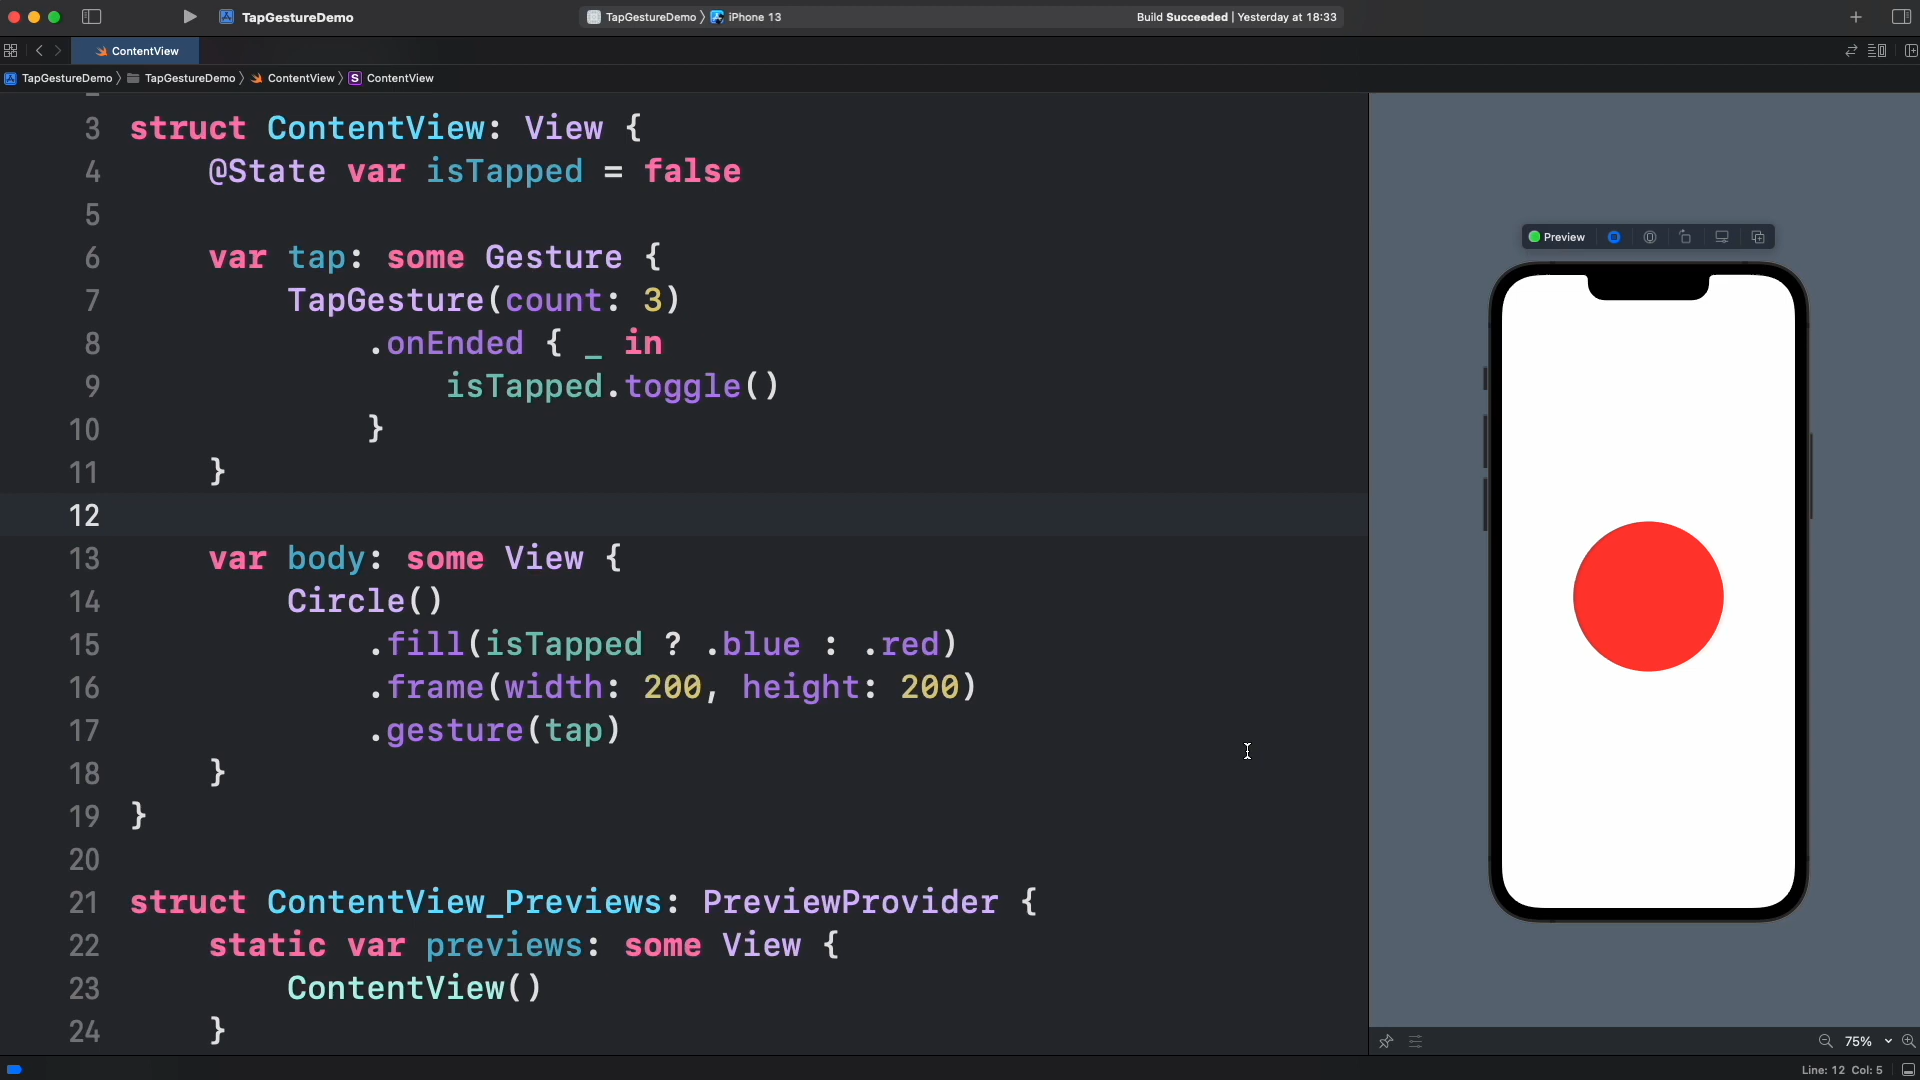 TapGestureDemo
TapGestureDemo 〉 iPhone 13
Build Succeeded | Yesterday at 18:33
ContentView
TapGestureDemo 〉 TapGestureDemo 〉 ContentView 〉 S ContentView
3 struct ContentView: View {
4 @State var isTapped = false
5
6 var tap: some Gesture {
7 TapGesture(count: 3)
8 .onEnded { _ in
9 isTapped.toggle()
10 }
11 }
12
13 var body: some View {
14 Circle()
15 .fill(isTapped ? .blue : .red)
16 .frame(width: 200, height: 200)
17 .gesture(tap)
18 }
19 }
20
21 struct ContentView_Previews: PreviewProvider {
22 static var previews: some View {
23 ContentView()
24 }
Preview
75%
Line: 12 Col: 5